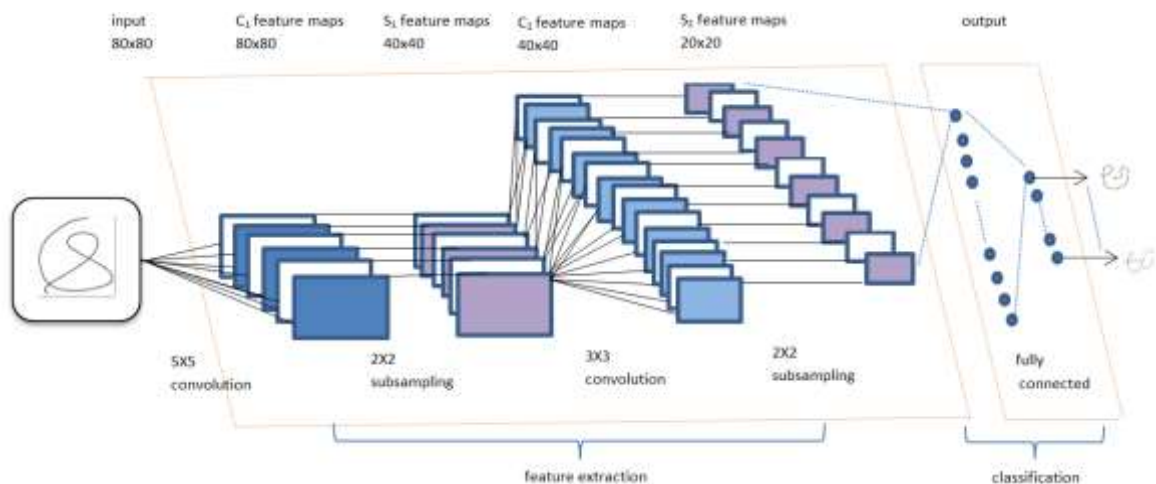 input
80x80
C₁ feature maps
80x80
S₁ feature maps
40x40
C₂ feature maps
40x40
S₂ feature maps
20x20
output
5X5
convolution
2X2
subsampling
3X3
convolution
2X2
subsampling
fully
connected
feature extraction
classification